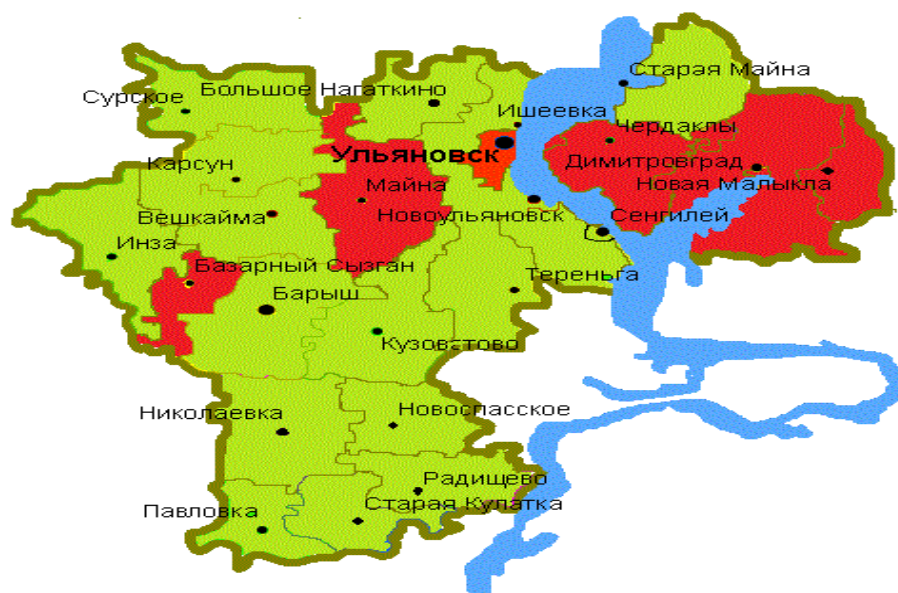 Старая Майна
Сурское
Большое Нагаткино
Ишеевка
Чердаклы
Ульяновск
Карсун
Димитровград
Майна
Новая Малыкла
Вешкайма
Новоульяновск
Сенгилей
Инза
Базарный Сызган
Тереньга
Барыш
Кузоватово
Николаевка
Новоспасское
Радищево
Павловка
Старая Кулатка